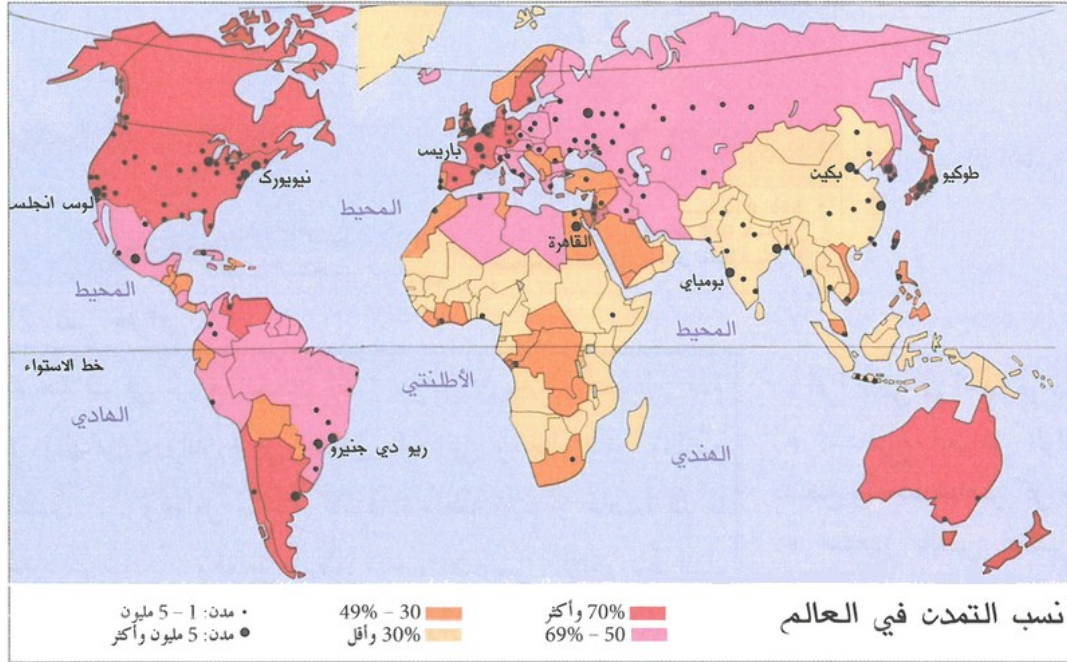 باريس
نيويورك
لوس انجلس
المحيط
القاهرة
بكين
طوكيو
بومباي
المحيط
المحيط
خط الاستواء
الأطلنتي
الهادي
ريو دي جنيرو
الهندي
نسب التمدن في العالم
70% وأكثر
50 – 69%
30 – 49%
30% وأقل
مدن: 1 – 5 مليون
مدن: 5 مليون وأكثر